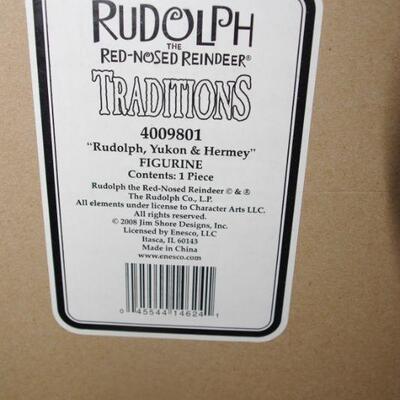 RUDOLPH
THE
RED-NOSED REINDEER®
TRADITIONS
4009801
"Rudolph, Yukon & Hermey"
FIGURINE
Contents: 1 Piece
Rudolph the Red-Nosed Reindeer © & ®
The Rudolph Co., L.P.
All elements under license to Character Arts LLC.
All rights reserved.
© 2008 Jim Shore Designs, Inc.
Licensed by Enesco, LLC
Itasca, IL 60143
Made in China
www.enesco.com
0 45544 14624 1